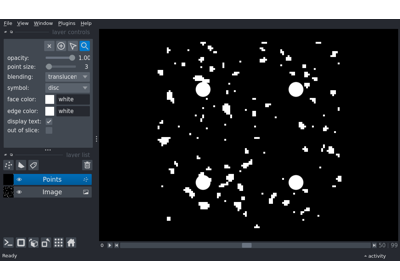 File View Window Plugins Help
layer controls
opacity: 1.00
point size: 3
blending: translucen
symbol: disc
face color: white
edge color: white
display text:
out of slice:
layer list
Points
Image
0 50 99
Ready activity